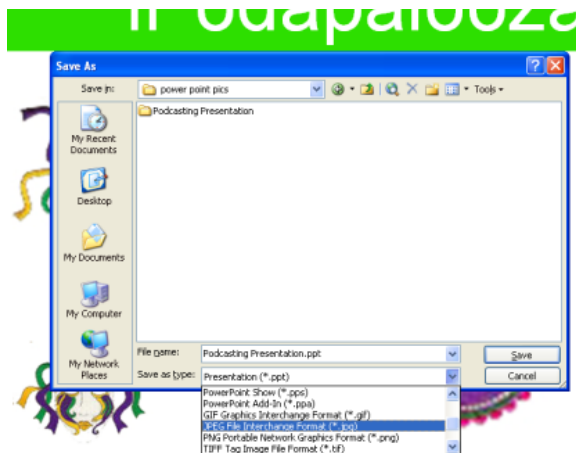 iPodapalooza
Save As
Save in:
power point pics
Tools
Podcasting Presentation
My Recent
Documents
Desktop
My Documents
My Computer
My Network
Places
File name:
Podcasting Presentation.ppt
Save
Save as type:
Presentation (*.ppt)
Cancel
PowerPoint Show (*.pps)
PowerPoint Add-In (*.ppa)
GIF Graphics Interchange Format (*.gif)
JPEG File Interchange Format (*.jpg)
PNG Portable Network Graphics Format (*.png)
TIFF Tag Image File Format (*.tif)